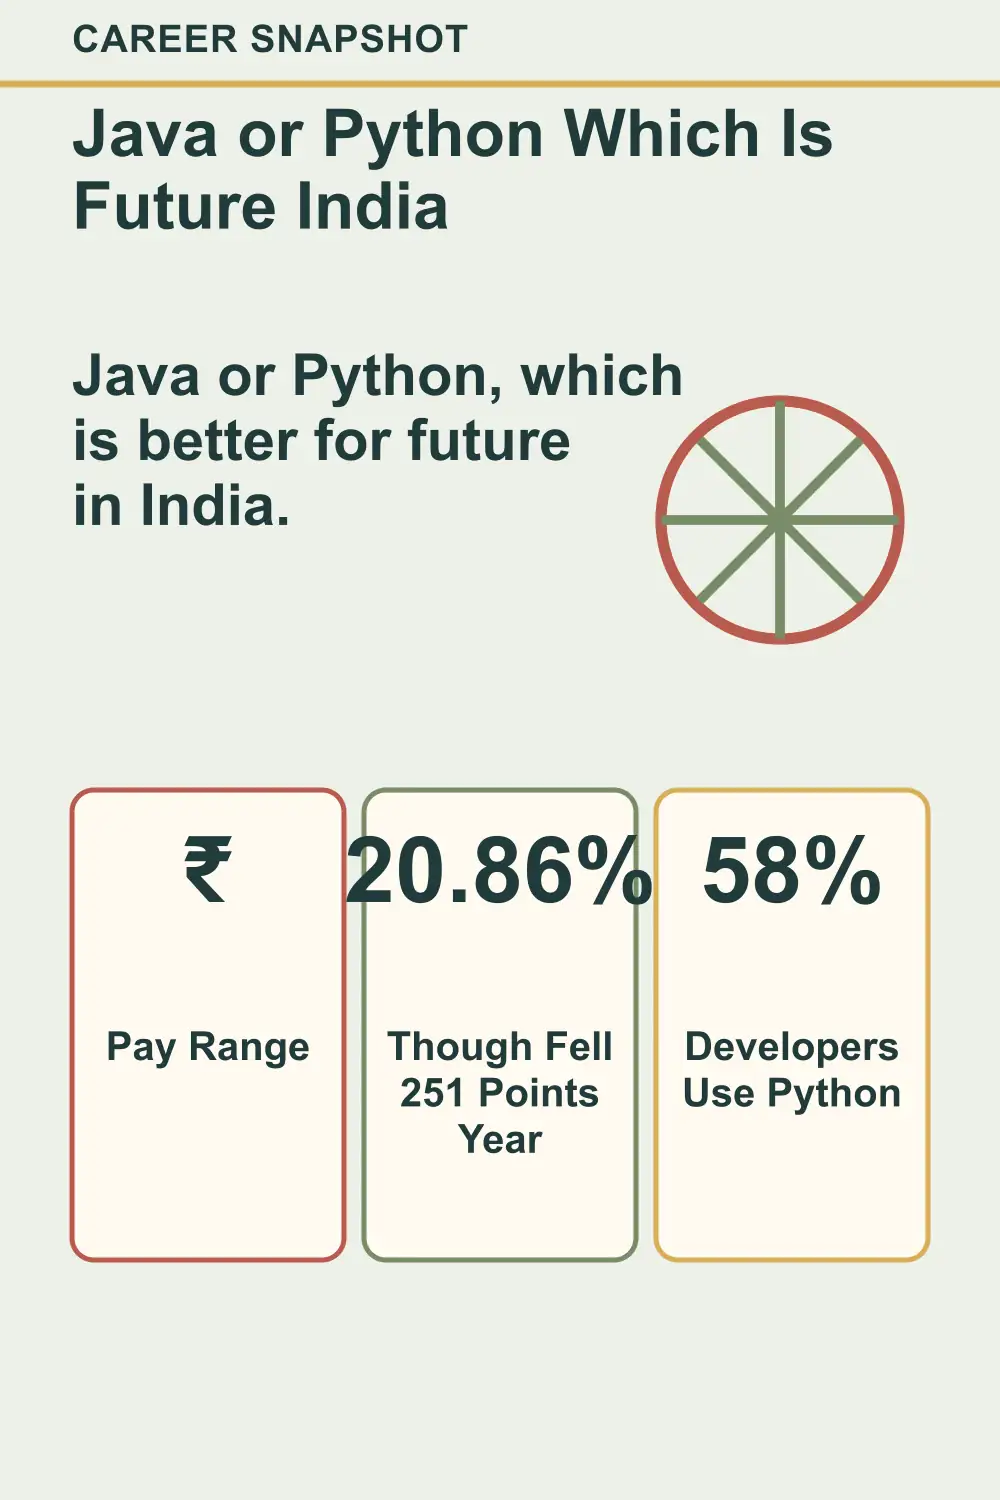 CAREER SNAPSHOT
Java or Python Which Is
Future India
Java or Python, which
is better for future
in India.
₹
Pay Range
20.86%
Though Fell
251 Points
Year
58%
Developers
Use Python